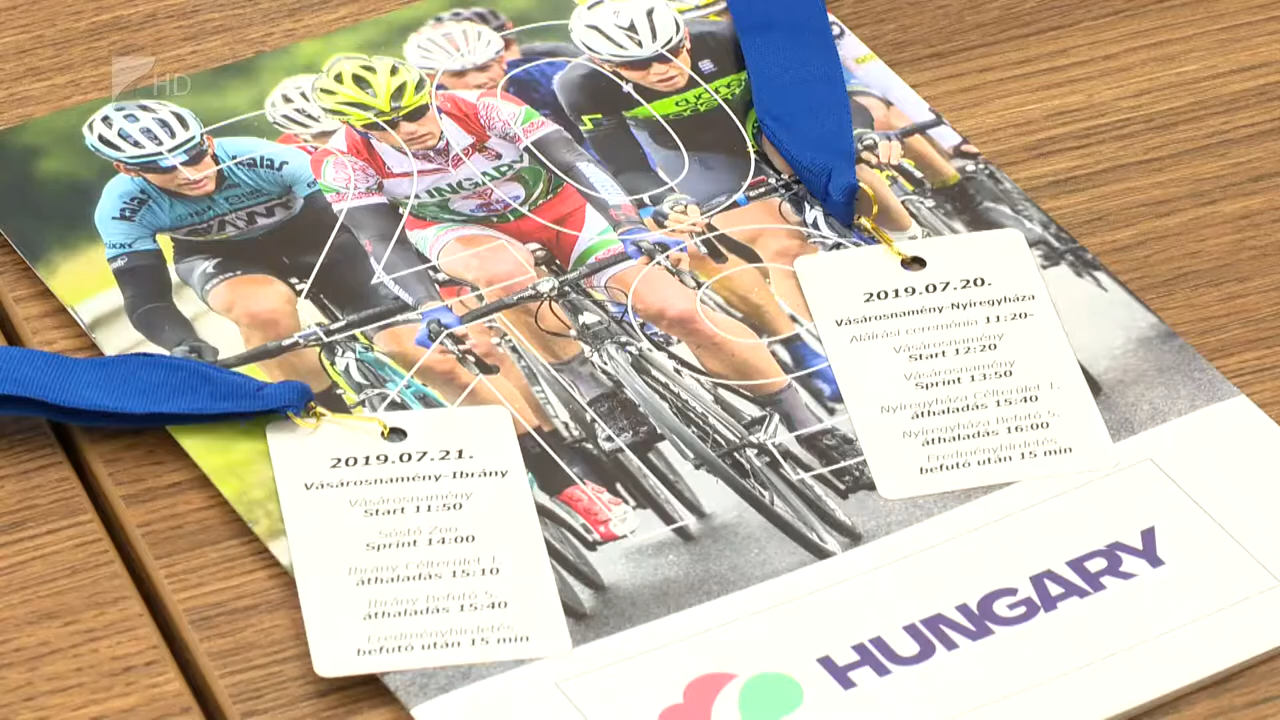 HD
kalas
SAWY
HUNGARY
2019.07.20.
Vásárosnamény-Nyíregyháza
Aláírási ceremónia 11:20-
Vásárosnamény
Start 12:20
Vásárosnamény
Sprint 13:50
Nyíregyháza Célterület 1.
áthaladás 15:40
Nyíregyháza Befutó 5.
áthaladás 16:00
Eredményhirdetés
befutó után 15 min
2019.07.21.
Vásárosnamény-Ibrány
Vásárosnamény
Start 11:50
Sóstó Zoo
Sprint 14:00
Ibrány Célterület 1.
áthaladás 15:10
Ibrány Befutó 5.
áthaladás 15:40
Eredményhirdetés
befutó után 15 min
HUNGARY